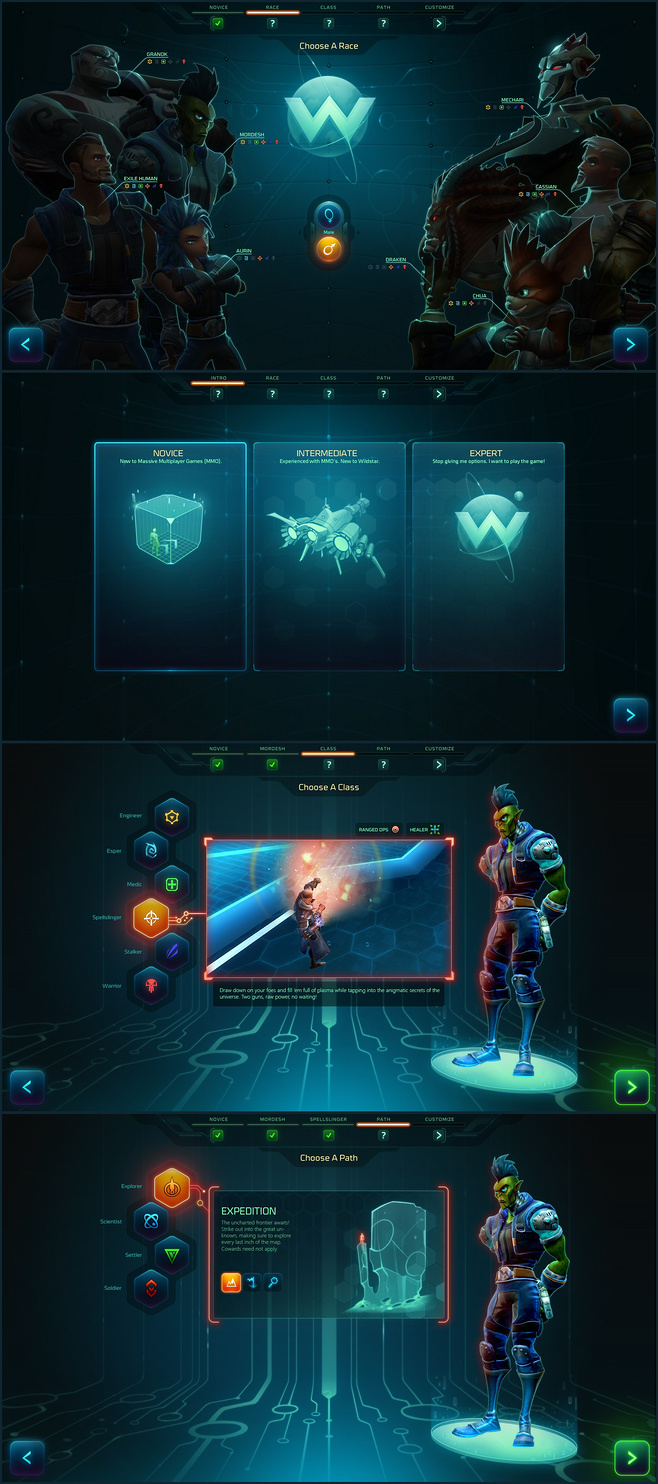 NOVICE RACE CLASS PATH CUSTOMIZE
Choose A Race
GRANOK
MORDESH
EXILE HUMAN
AURIN
Male
MECHARI
CASSIAN
DRAKEN
CHUA
INTRO RACE CLASS PATH CUSTOMIZE
NOVICE
New to Massive Multiplayer Games (MMO).
INTERMEDIATE
Experienced with MMO's. New to Wildstar.
EXPERT
Stop giving me options. I want to play the game!
NOVICE MORDESH CLASS PATH CUSTOMIZE
Choose A Class
Engineer
Esper
Medic
Spellslinger
Stalker
Warrior
RANGED DPS HEALER
Draw down on your foes and fill 'em full of plasma while tapping into the anigmatic secrets of the
universe. Two guns, raw power, no waiting!
NOVICE MORDESH SPELLSLINGER PATH CUSTOMIZE
Choose A Path
Explorer
Scientist
Settler
Soldier
EXPEDITION
The uncharted frontier awaits!
Strike out into the great un-
known, making sure to explore
every last inch of the map.
Cowards need not apply